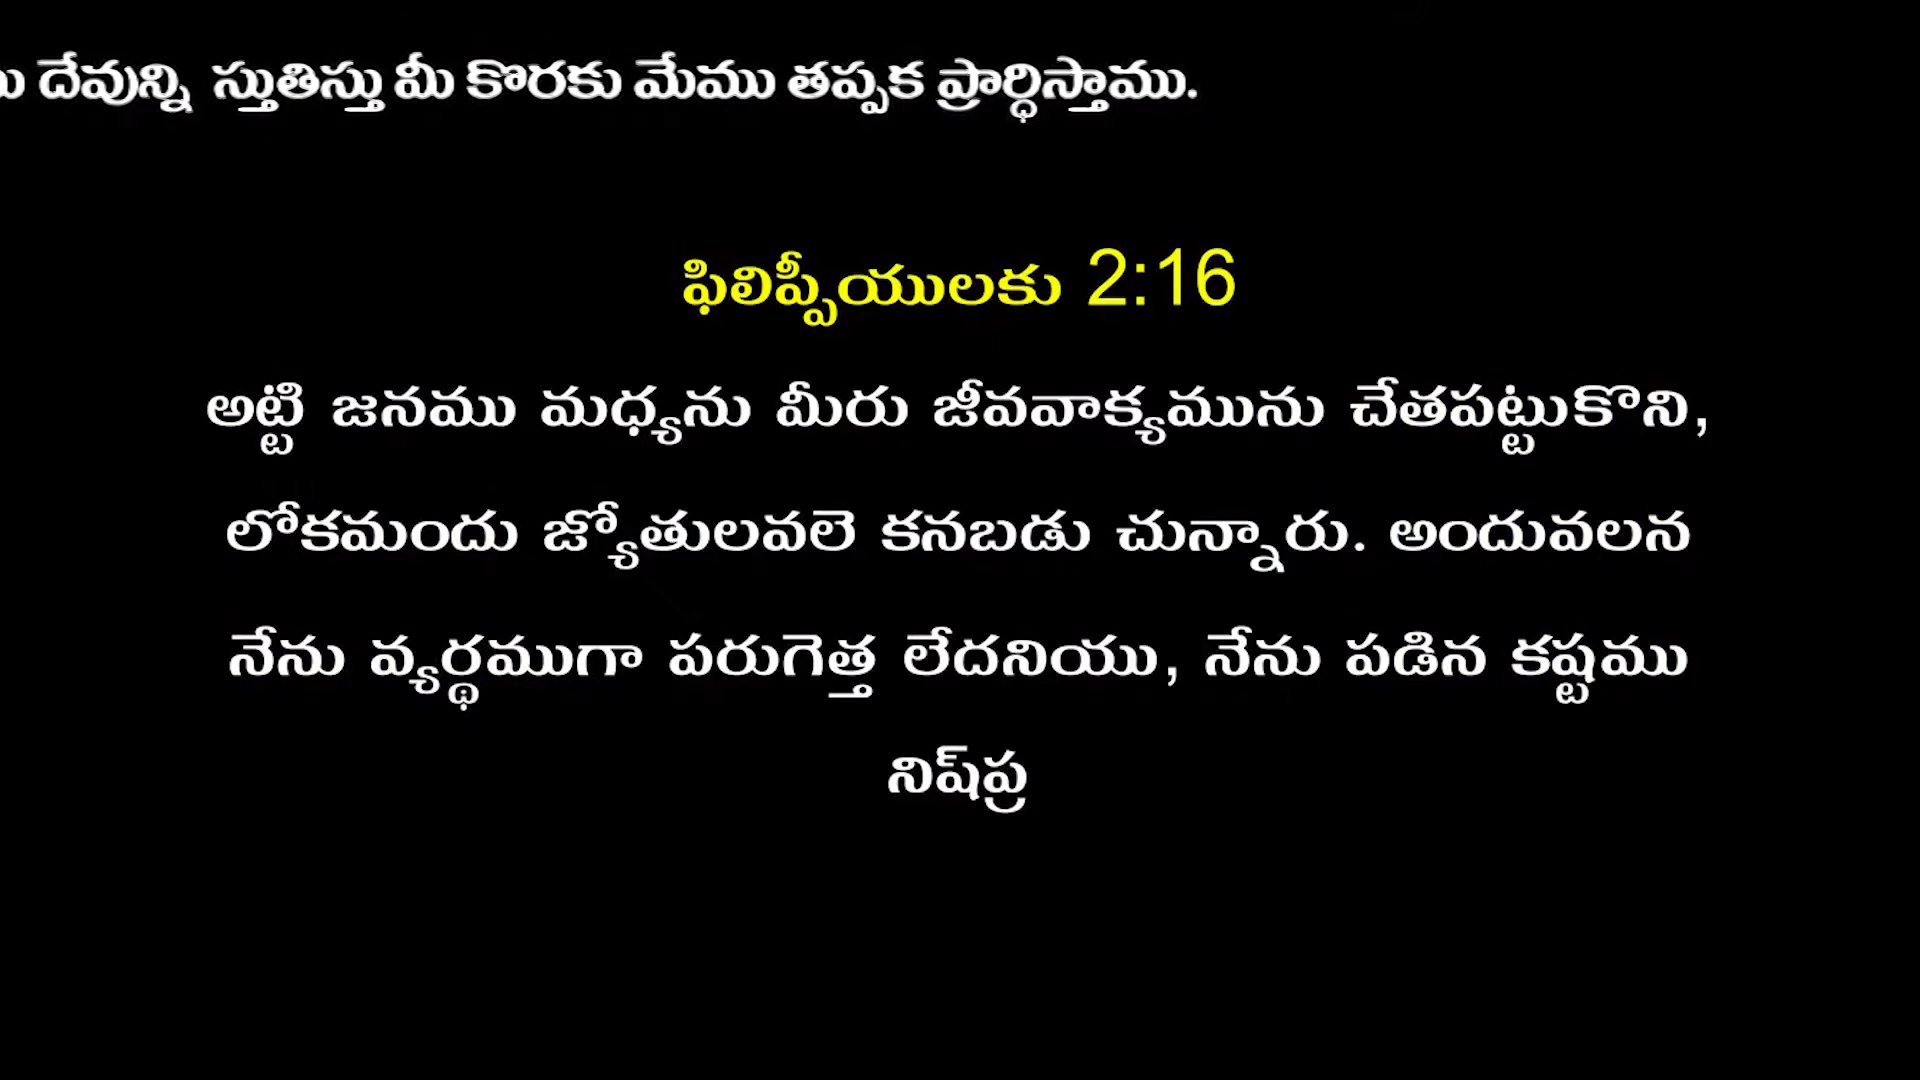 దేవున్ని స్తుతిస్తు మీ కొరకు మేము తప్పక ప్రార్ధిస్తాము.
ఫిలిప్పీయులకు 2:16
అట్టి జనము మధ్యను మీరు జీవవాక్యమును చేతపట్టుకొని,
లోకమందు జ్యోతులవలె కనబడు చున్నారు. అందువలన
నేను వ్యర్థముగా పరుగెత్త లేదనియు, నేను పడిన కష్టము
నిష్‌ప్ర